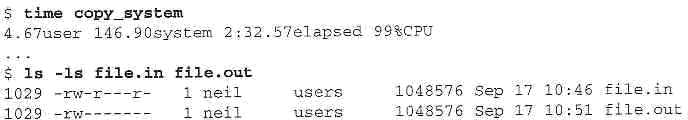 $ time copy_system
4.67user 146.90system 2:32.57elapsed 99%CPU
...
$ ls -ls file.in file.out
1029 -rw-r---r- 1 neil users 1048576 Sep 17 10:46 file.in
1029 -rw------- 1 neil users 1048576 Sep 17 10:51 file.out